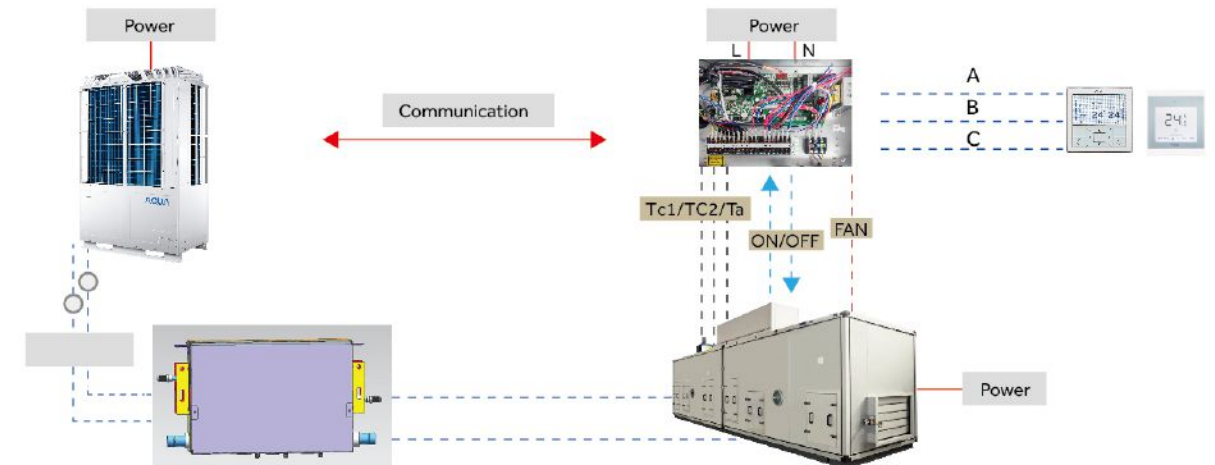 Power
Power
L N
A
B
C
Communication
AQUA
Tc1/TC2/Ta
ON/OFF
FAN
Power